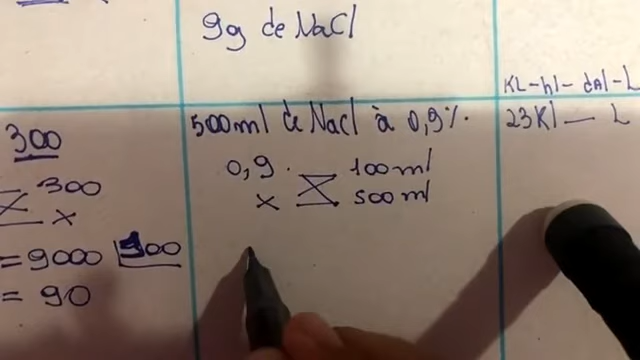 9g de NaCl
300
300
x
= 9000 100
= 90
500ml de NaCl à 0,9%.
0,9. 100ml
x 500ml
KL-hl-dAl-L
23Kl — L